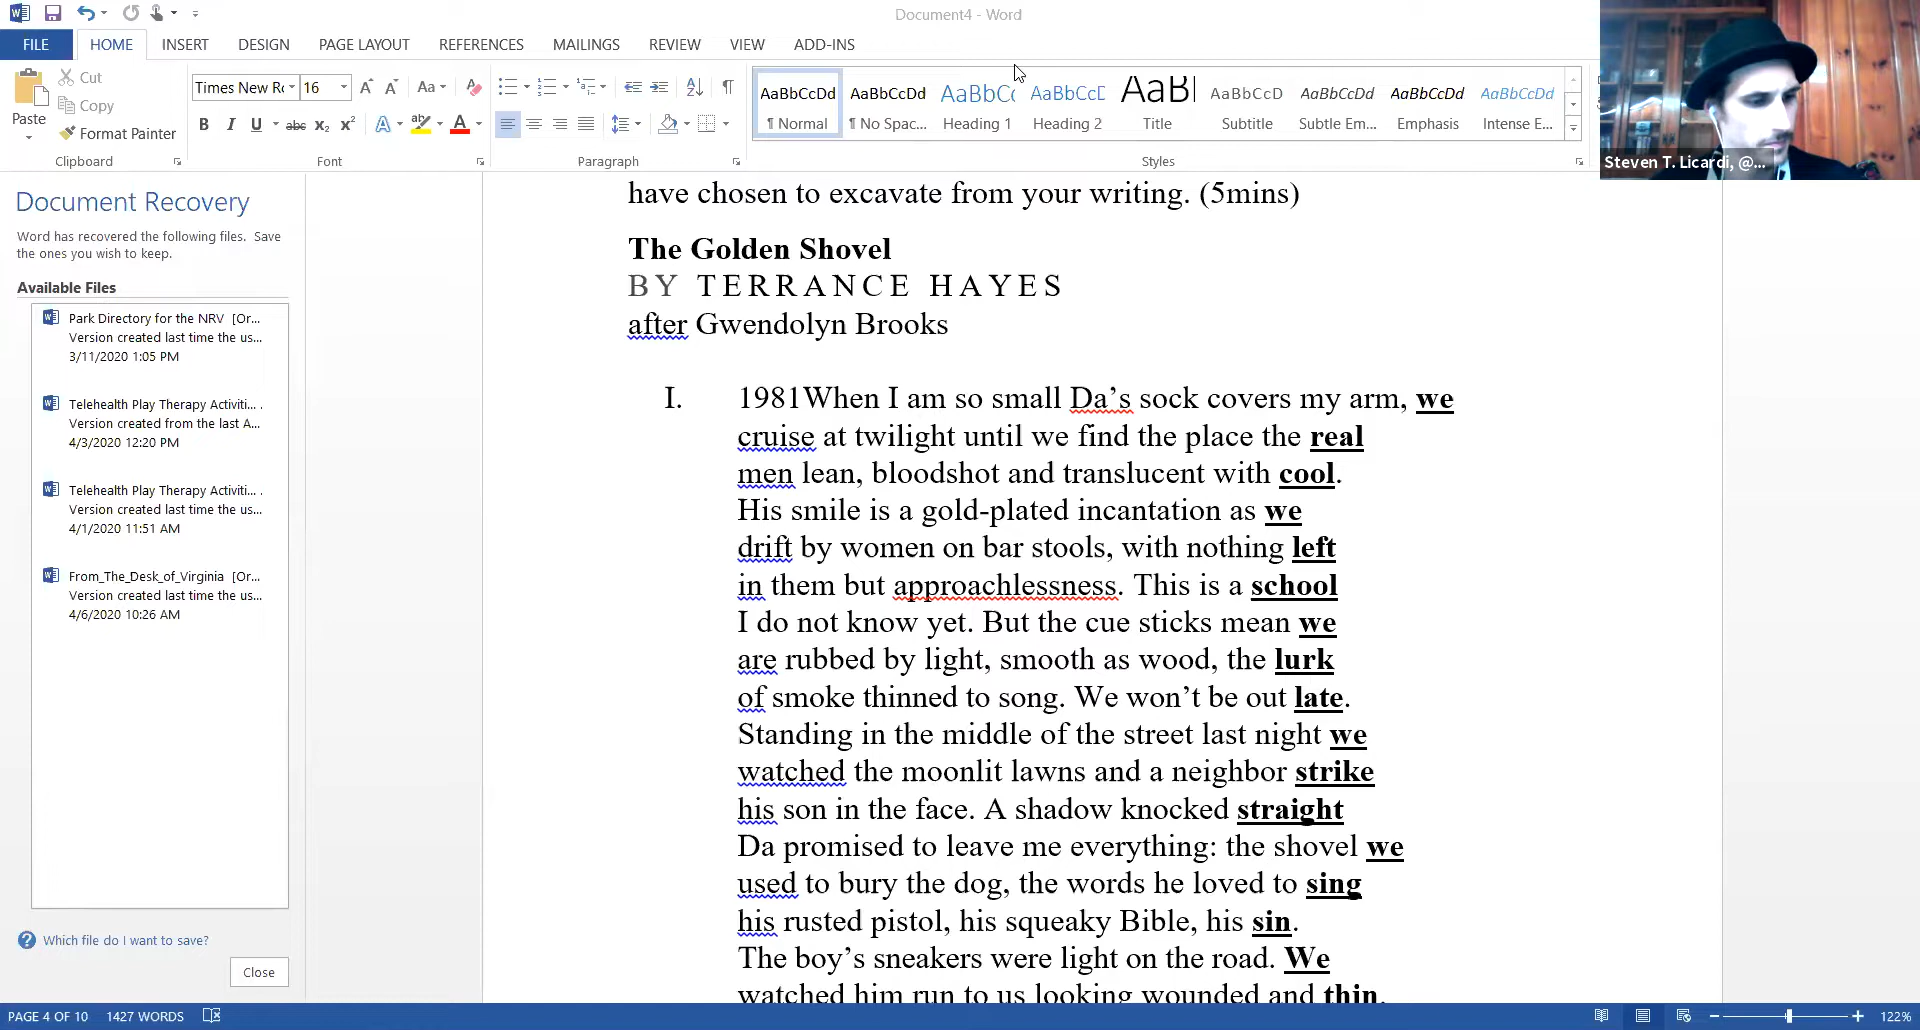 Document4 - Word
FILE HOME INSERT DESIGN PAGE LAYOUT REFERENCES MAILINGS REVIEW VIEW ADD-INS
Paste
Cut
Copy
Format Painter
Clipboard
Times New Ro 16 Aa
B I U abc X₂ X² A ab A
Font
Paragraph
AaBbCcDd AaBbCcDd AaBbC AaBbCcD AaBl AaBbCcD AaBbCcDd AaBbCcDd AaBbCcDd
¶ Normal ¶ No Spac... Heading 1 Heading 2 Title Subtitle Subtle Em... Emphasis Intense E...
Styles
Steven T. Licardi, @...
Document Recovery
Word has recovered the following files. Save
the ones you wish to keep.
Available Files
Park Directory for the NRV [Or...
Version created last time the us...
3/11/2020 1:05 PM
Telehealth Play Therapy Activiti... .
Version created from the last A...
4/3/2020 12:20 PM
Telehealth Play Therapy Activiti... .
Version created last time the us...
4/1/2020 11:51 AM
From_The_Desk_of_Virginia [Or...
Version created last time the us...
4/6/2020 10:26 AM
Which file do I want to save?
Close
have chosen to excavate from your writing. (5mins)
The Golden Shovel
BY TERRANCE HAYES
after Gwendolyn Brooks
I. 1981When I am so small Da’s sock covers my arm, we
cruise at twilight until we find the place the real
men lean, bloodshot and translucent with cool.
His smile is a gold-plated incantation as we
drift by women on bar stools, with nothing left
in them but approachlessness. This is a school
I do not know yet. But the cue sticks mean we
are rubbed by light, smooth as wood, the lurk
of smoke thinned to song. We won’t be out late.
Standing in the middle of the street last night we
watched the moonlit lawns and a neighbor strike
his son in the face. A shadow knocked straight
Da promised to leave me everything: the shovel we
used to bury the dog, the words he loved to sing
his rusted pistol, his squeaky Bible, his sin.
The boy’s sneakers were light on the road. We
watched him run to us looking wounded and thin.
PAGE 4 OF 10 1427 WORDS
122%